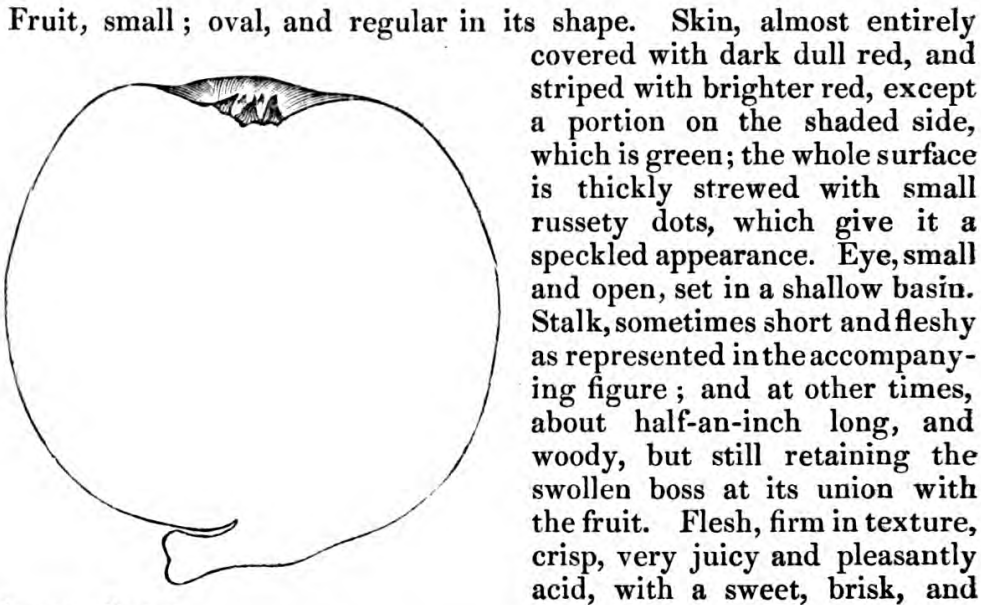 Fruit, small ; oval, and regular in its shape. Skin, almost entirely
covered with dark dull red, and
striped with brighter red, except
a portion on the shaded side,
which is green; the whole surface
is thickly strewed with small
russety dots, which give it a
speckled appearance. Eye, small
and open, set in a shallow basin.
Stalk, sometimes short and fleshy
as represented in the accompany-
ing figure ; and at other times,
about half-an-inch long, and
woody, but still retaining the
swollen boss at its union with
the fruit. Flesh, firm in texture,
crisp, very juicy and pleasantly
acid, with a sweet, brisk, and